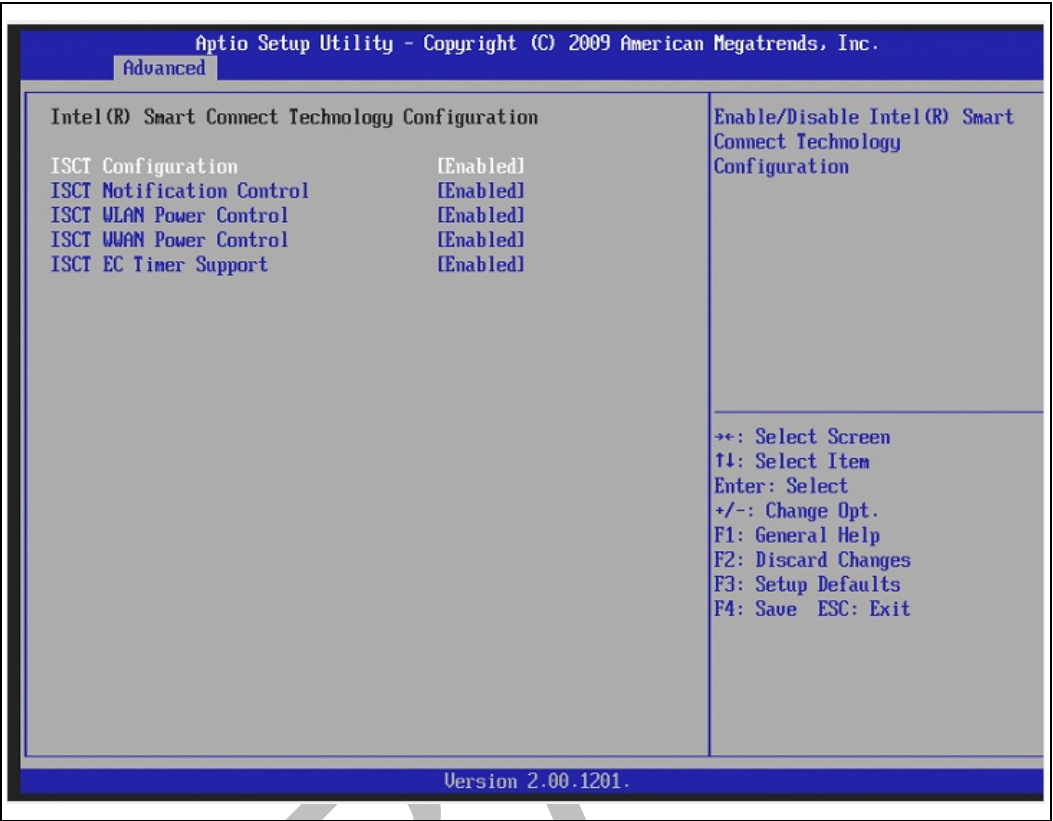 Aptio Setup Utility - Copyright (C) 2009 American Megatrends, Inc.
Advanced
Intel(R) Smart Connect Technology Configuration
ISCT Configuration [Enabled]
ISCT Notification Control [Enabled]
ISCT WLAN Power Control [Enabled]
ISCT WWAN Power Control [Enabled]
ISCT EC Timer Support [Enabled]
Enable/Disable Intel(R) Smart
Connect Technology
Configuration
→←: Select Screen
↑↓: Select Item
Enter: Select
+/-: Change Opt.
F1: General Help
F2: Discard Changes
F3: Setup Defaults
F4: Save ESC: Exit
Version 2.00.1201.